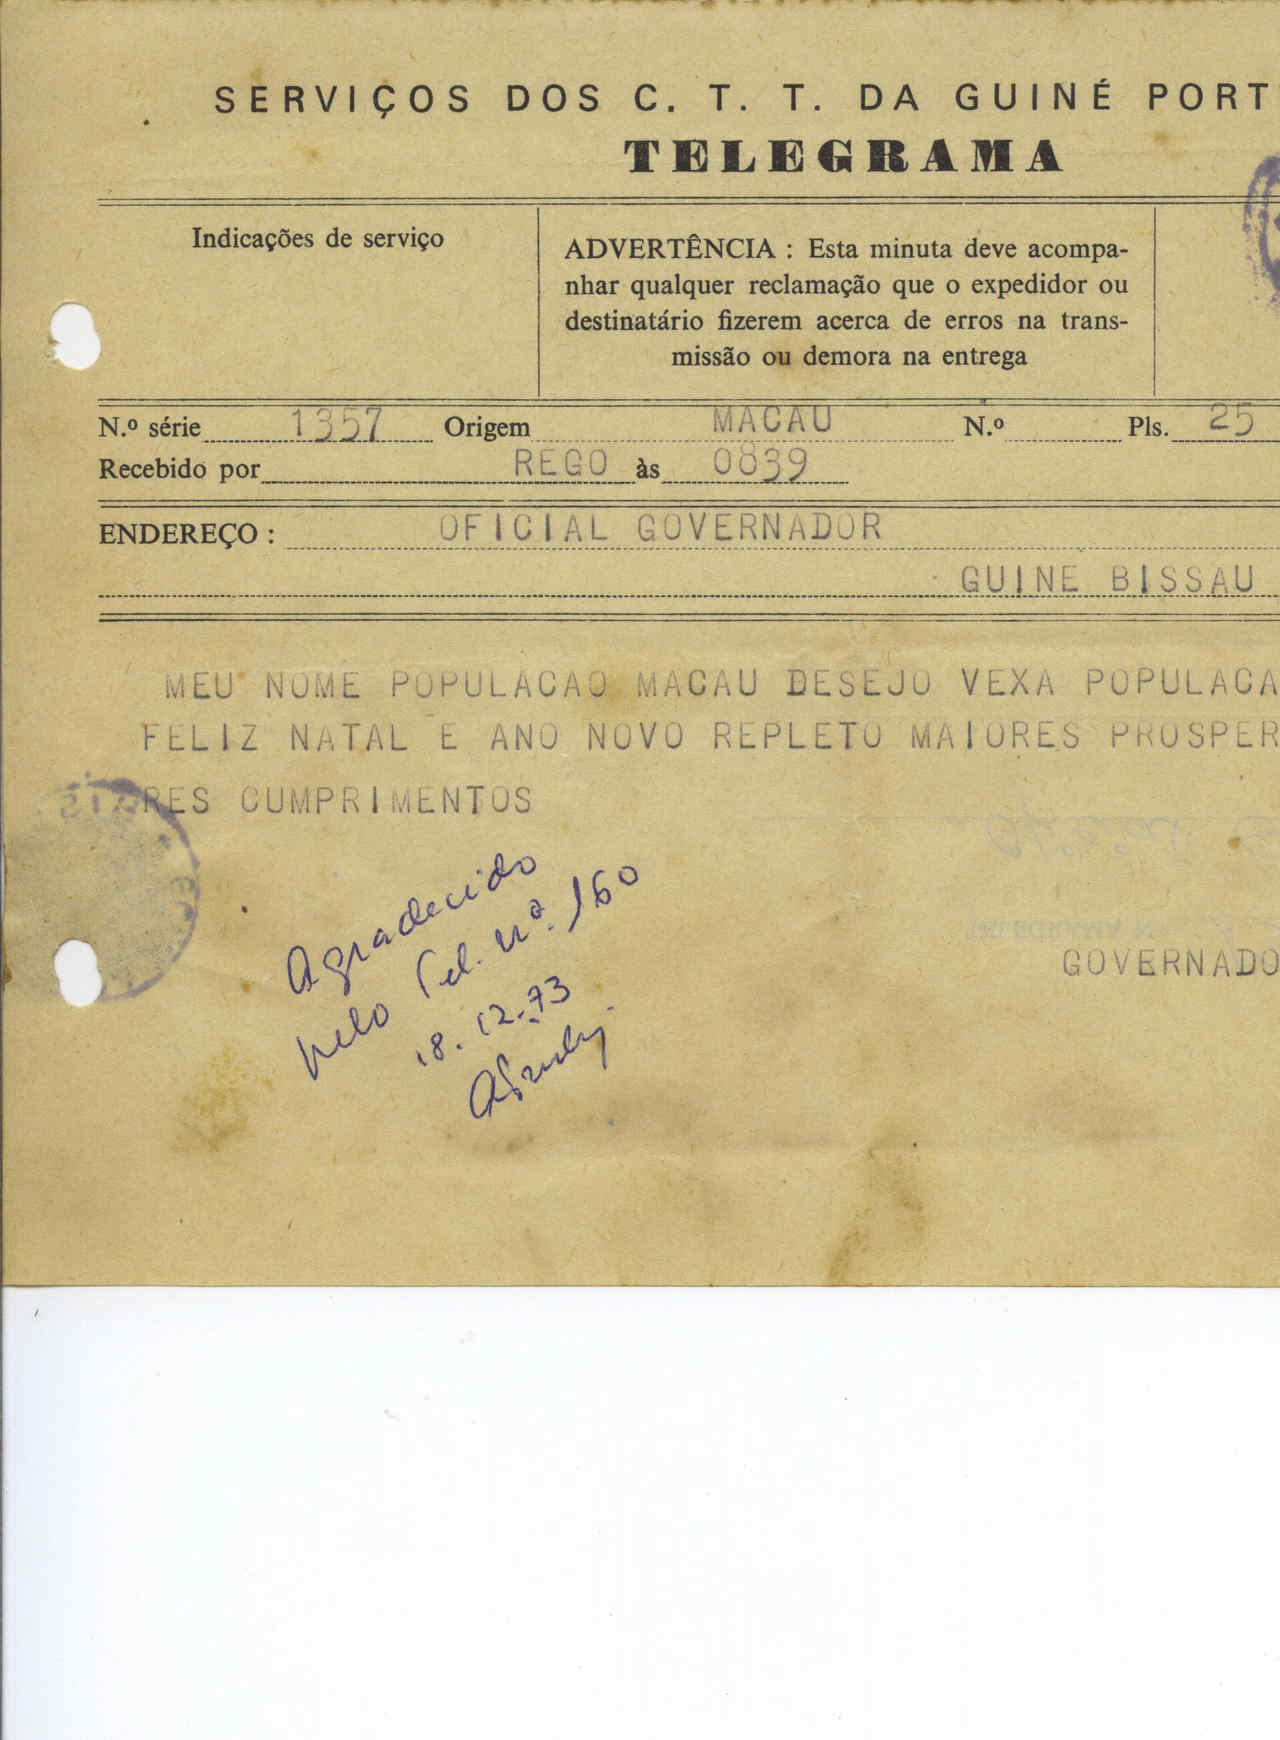 SERVIÇOS DOS C. T. T. DA GUINÉ PORT
TELEGRAMA
Indicações de serviço
ADVERTÊNCIA : Esta minuta deve acompa-
nhar qualquer reclamação que o expedidor ou
destinatário fizerem acerca de erros na trans-
missão ou demora na entrega
N.º série 1357 Origem MACAU N.º Pls. 25
Recebido por REGO às 0839
ENDEREÇO : OFICIAL GOVERNADOR
GUINE BISSAU
MEU NOME POPULACAO MACAU DESEJO VEXA POPULACA
FELIZ NATAL E ANO NOVO REPLETO MAIORES PROSPER
RES CUMPRIMENTOS
GOVERNADO
Agradecido
pelo Tel. nº. 160
18.12.73